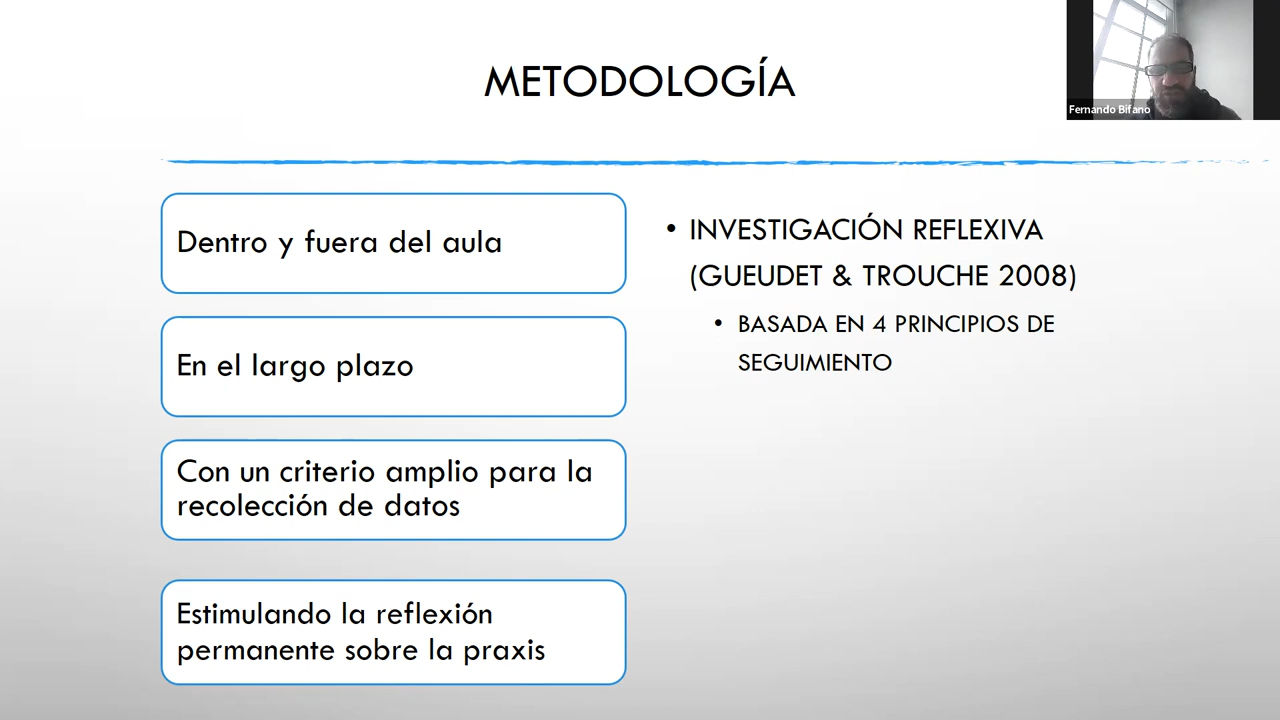 METODOLOGÍA
Fernando Bifano
Dentro y fuera del aula
En el largo plazo
Con un criterio amplio para la
recolección de datos
Estimulando la reflexión
permanente sobre la praxis
• INVESTIGACIÓN REFLEXIVA
(GUEUDET & TROUCHE 2008)
• BASADA EN 4 PRINCIPIOS DE
SEGUIMIENTO